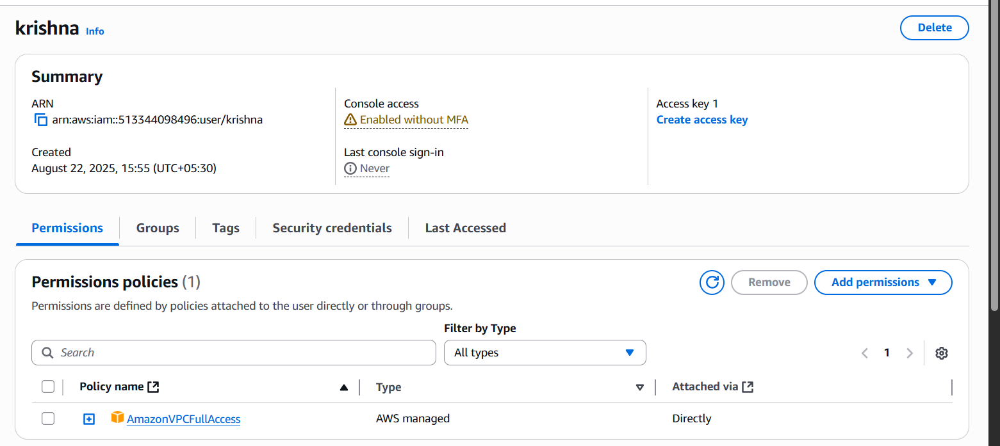 krishna Info
Delete
Summary
ARN
arn:aws:iam::513344098496:user/krishna
Created
August 22, 2025, 15:55 (UTC+05:30)
Console access
Enabled without MFA
Last console sign-in
Never
Access key 1
Create access key
Permissions Groups Tags Security credentials Last Accessed
Permissions policies (1)
Remove
Add permissions
Permissions are defined by policies attached to the user directly or through groups.
Filter by Type
Search
All types
1
Policy name Type Attached via
AmazonVPCFullAccess AWS managed Directly